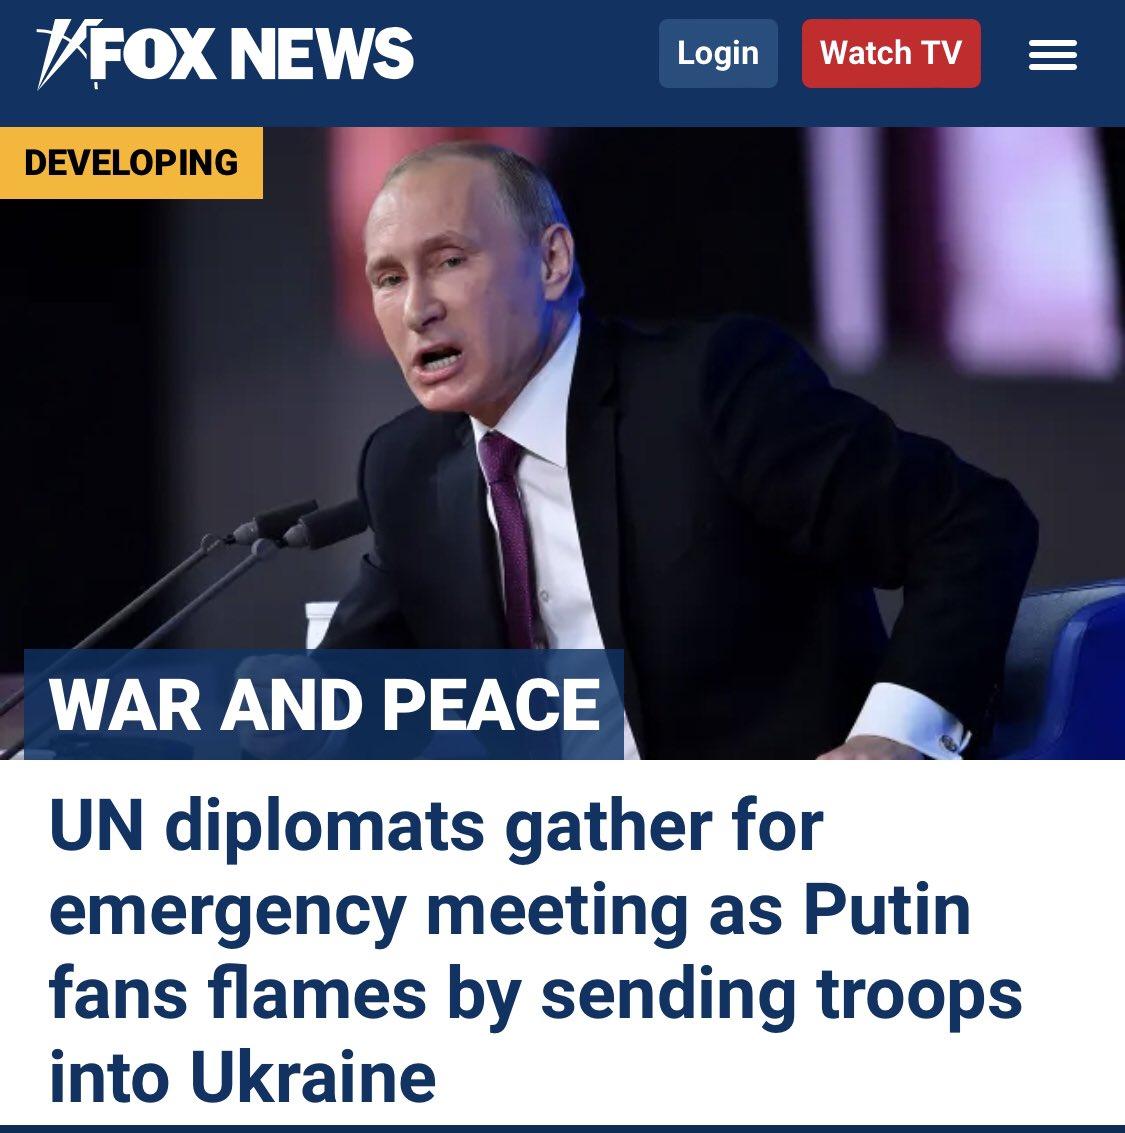 FOX NEWS
Login
Watch TV
DEVELOPING
WAR AND PEACE
UN diplomats gather for
emergency meeting as Putin
fans flames by sending troops
into Ukraine